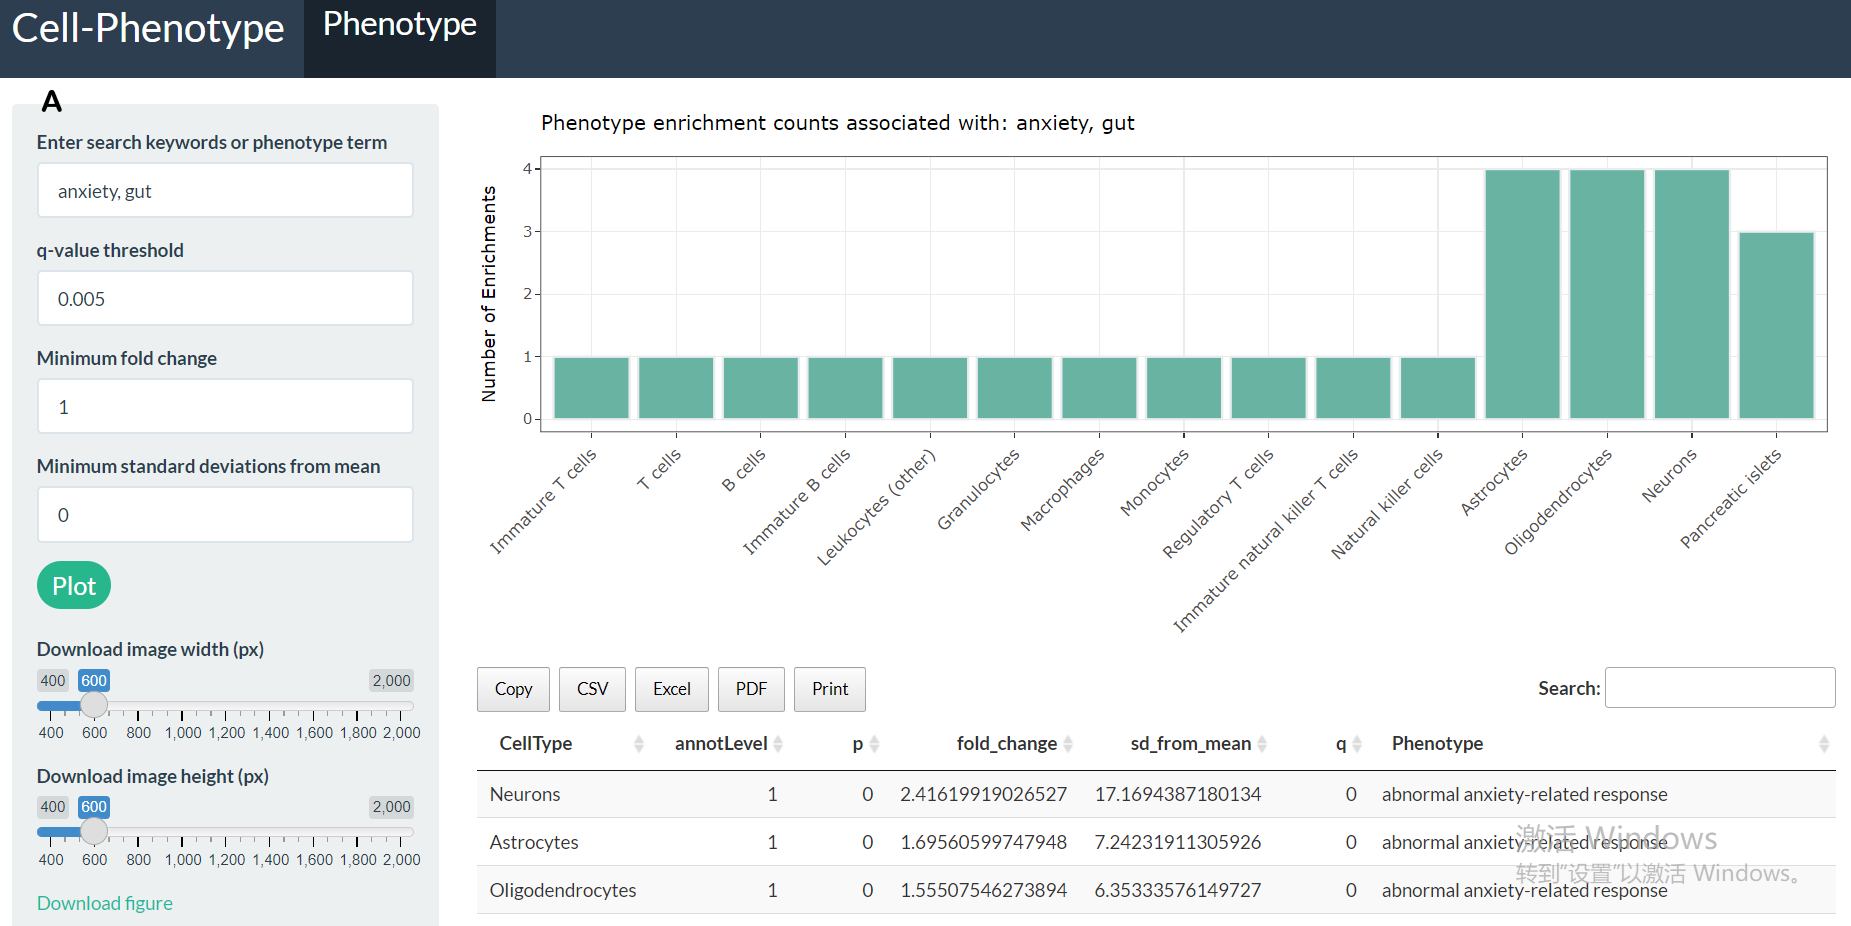 Cell-Phenotype Phenotype
A
Enter search keywords or phenotype term
anxiety, gut
q-value threshold
0.005
Minimum fold change
1
Minimum standard deviations from mean
0
Plot
Download image width (px)
400 600 2,000
400 600 800 1,000 1,200 1,400 1,600 1,800 2,000
Download image height (px)
400 600 2,000
400 600 800 1,000 1,200 1,400 1,600 1,800 2,000
Download figure
Phenotype enrichment counts associated with: anxiety, gut
Number of Enrichments
4
3
2
1
0
Immature T cells
T cells
B cells
Immature B cells
Leukocytes (other)
Granulocytes
Macrophages
Monocytes
Regulatory T cells
Immature natural killer T cells
Natural killer cells
Astrocytes
Oligodendrocytes
Neurons
Pancreatic islets
Copy CSV Excel PDF Print Search:
CellType annotLevel p fold_change sd_from_mean q Phenotype
Neurons 1 0 2.41619919026527 17.1694387180134 0 abnormal anxiety-related response
Astrocytes 1 0 1.69560599747948 7.24231911305926 0 abnormal anxiety-related response
Oligodendrocytes 1 0 1.55507546273894 6.35333576149727 0 abnormal anxiety-related response
激活 Windows
转到"设置"以激活 Windows。